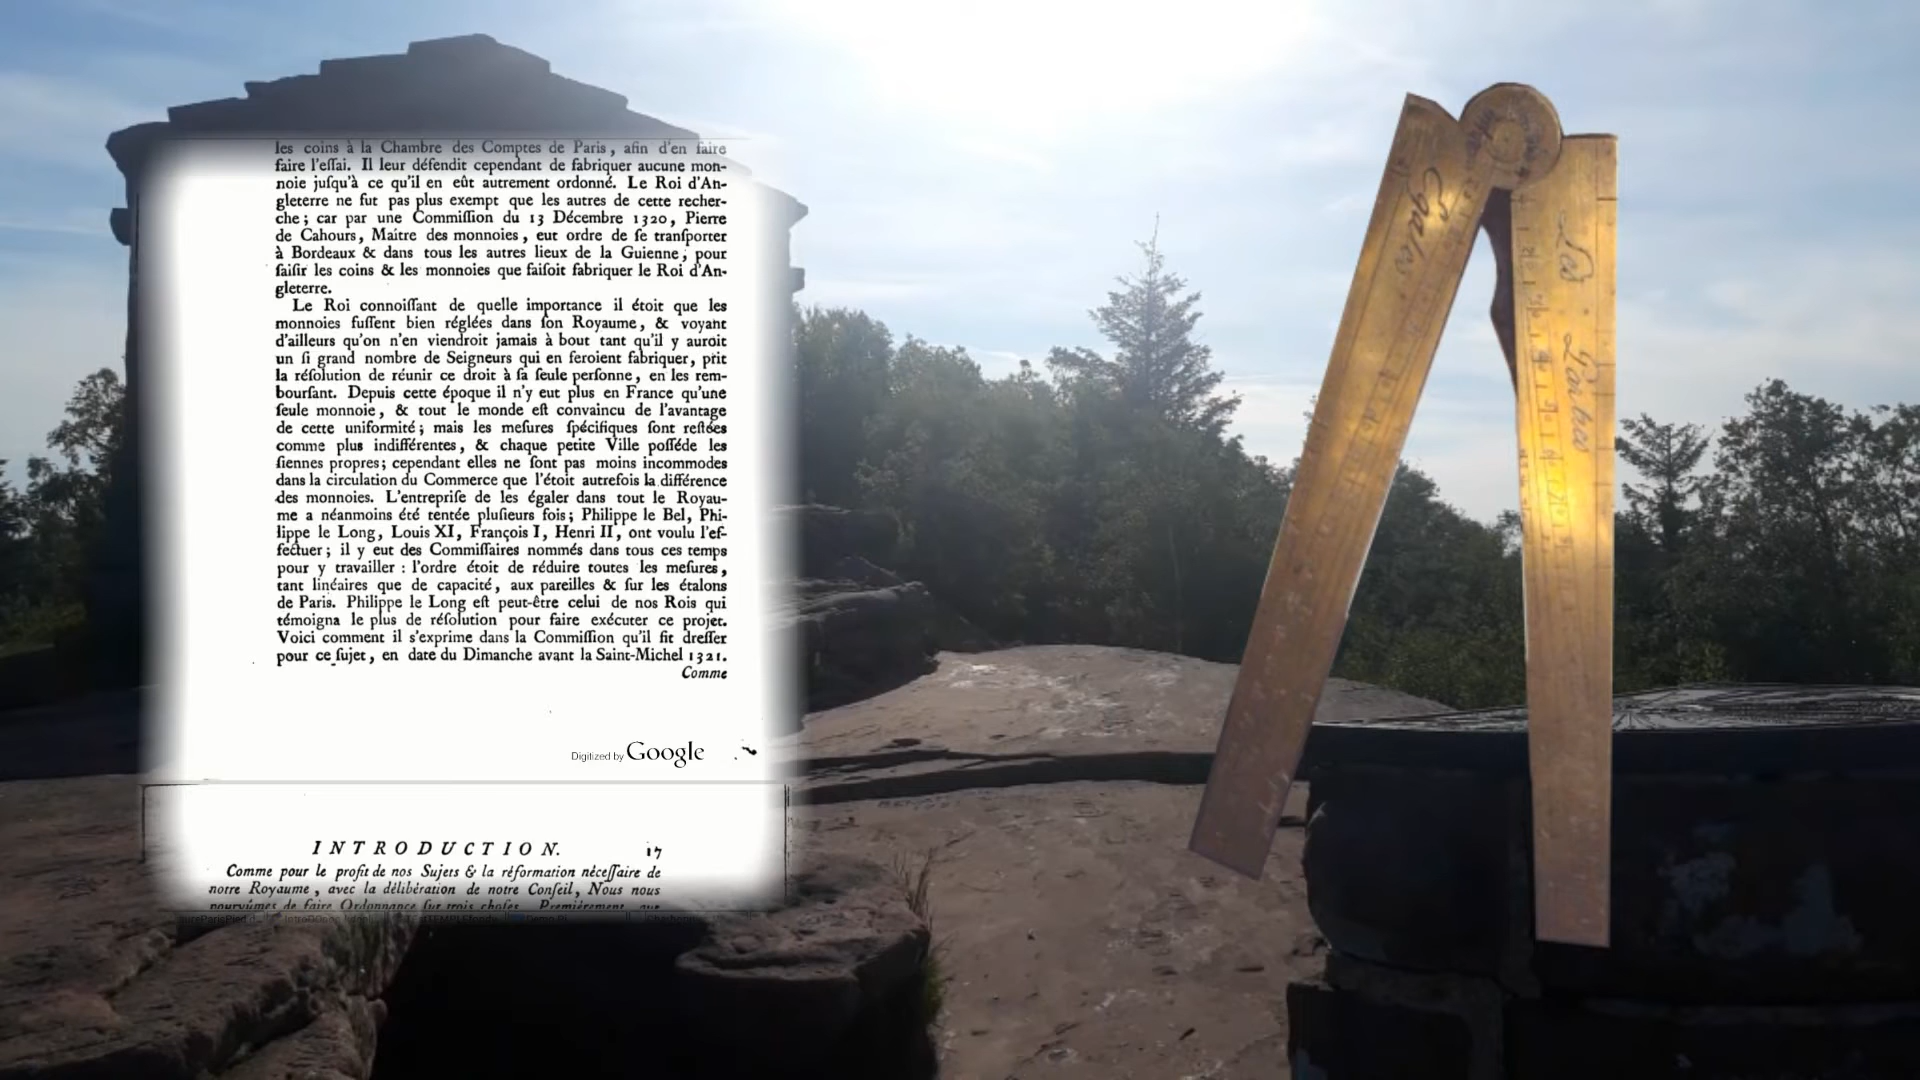 les coins à la Chambre des Comptes de Paris, afin d'en faire
faire l'eſſai. Il leur défendit cependant de fabriquer aucune mon-
noie juſqu'à ce qu'il en eût autrement ordonné. Le Roi d'An-
gleterre ne fut pas plus exempt que les autres de cette recher-
che ; car par une Commiſſion du 13 Décembre 1320, Pierre
de Cahours, Maître des monnoies, eut ordre de ſe tranſporter
à Bordeaux & dans tous les autres lieux de la Guienne, pour
ſaiſir les coins & les monnoies que faiſoit fabriquer le Roi d'An-
gleterre.
Le Roi connoiſſant de quelle importance il étoit que les
monnoies fuſſent bien réglées dans ſon Royaume, & voyant
d'ailleurs qu'on n'en viendroit jamais à bout tant qu'il y auroit
un ſi grand nombre de Seigneurs qui en feroient fabriquer, prit
la réſolution de réunir ce droit à ſa ſeule perſonne, en les rem-
bourſant. Depuis cette époque il n'y eut plus en France qu'une
ſeule monnoie, & tout le monde eſt convaincu de l'avantage
de cette uniformité ; mais les meſures ſpécifiques ſont reſtées
comme plus indifférentes, & chaque petite Ville poſſéde les
ſiennes propres ; cependant elles ne ſont pas moins incommodes
dans la circulation du Commerce que l'étoit autrefois la différence
des monnoies. L'entrepriſe de les égaler dans tout le Royau-
me a néanmoins été tentée pluſieurs fois ; Philippe le Bel, Phi-
lippe le Long, Louis XI, François I, Henri II, ont voulu l'ef-
fectuer ; il y eut des Commiſſaires nommés dans tous ces temps
pour y travailler : l'ordre étoit de réduire toutes les meſures,
tant linéaires que de capacité, aux pareilles & ſur les étalons
de Paris. Philippe le Long eſt peut-être celui de nos Rois qui
témoigna le plus de réſolution pour faire exécuter ce projet.
Voici comment il s'exprime dans la Commiſſion qu'il fit dreſſer
pour ce ſujet, en date du Dimanche avant la Saint-Michel 1321.
Comme
Digitized by Google
INTRODUCTION. 17
Comme pour le profit de nos Sujets & la réformation néceſſaire de
notre Royaume, avec la délibération de notre Conſeil, Nous nous
pourvûmes de faire Ordonnance ſur trois choſes. Premièrement, que